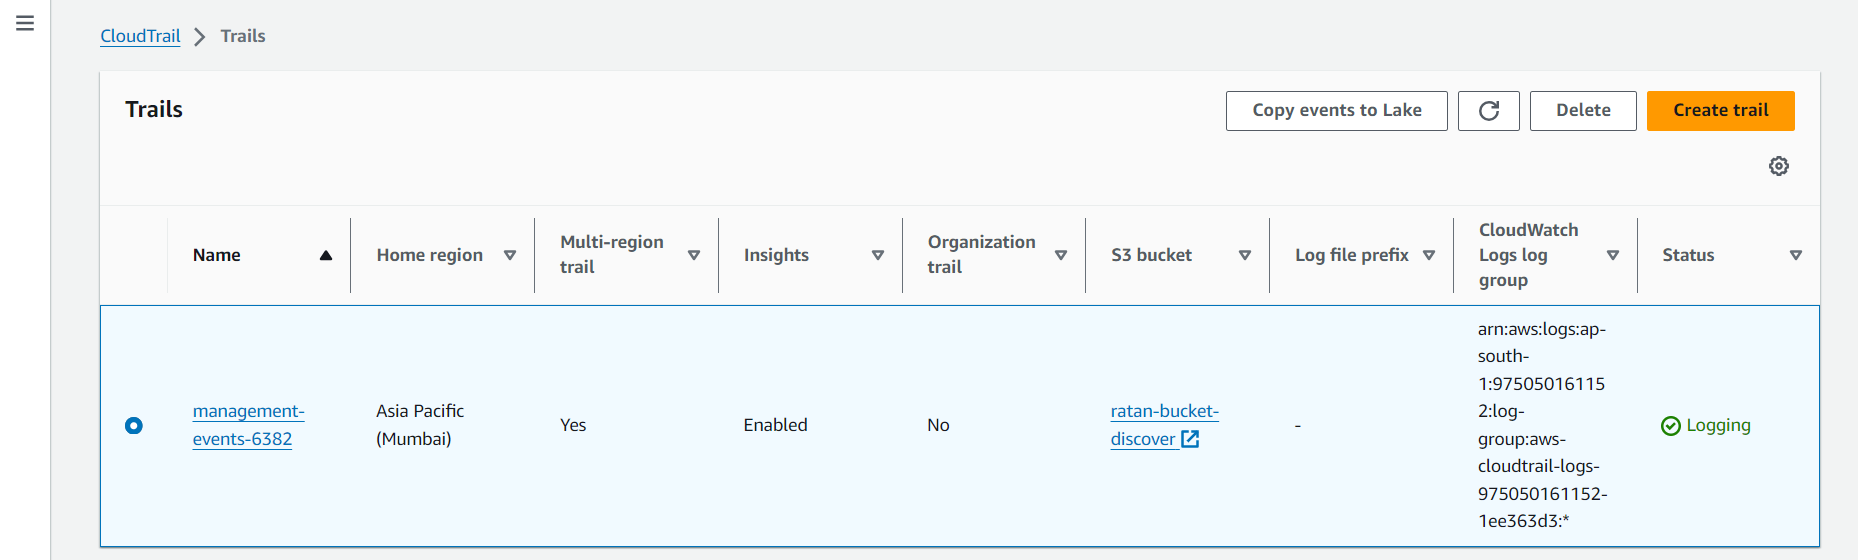 CloudTrail > Trails
Trails
Copy events to Lake
Delete
Create trail
Name
Home region
Multi-region
trail
Insights
Organization
trail
S3 bucket
Log file prefix
CloudWatch
Logs log
group
Status
management-
events-6382
Asia Pacific
(Mumbai)
Yes
Enabled
No
ratan-bucket-
discover
-
arn:aws:logs:ap-
south-
1:97505016115
2:log-
group:aws-
cloudtrail-logs-
975050161152-
1ee363d3:*
Logging